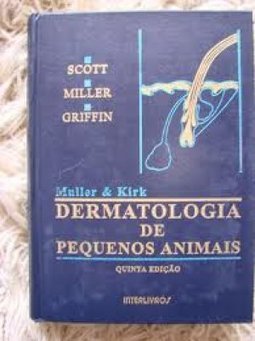 SCOTT
MILLER
GRIFFIN
Muller & Kirk
DERMATOLOGIA
DE
PEQUENOS ANIMAIS
QUINTA EDIÇÃO
INTERLIVROS